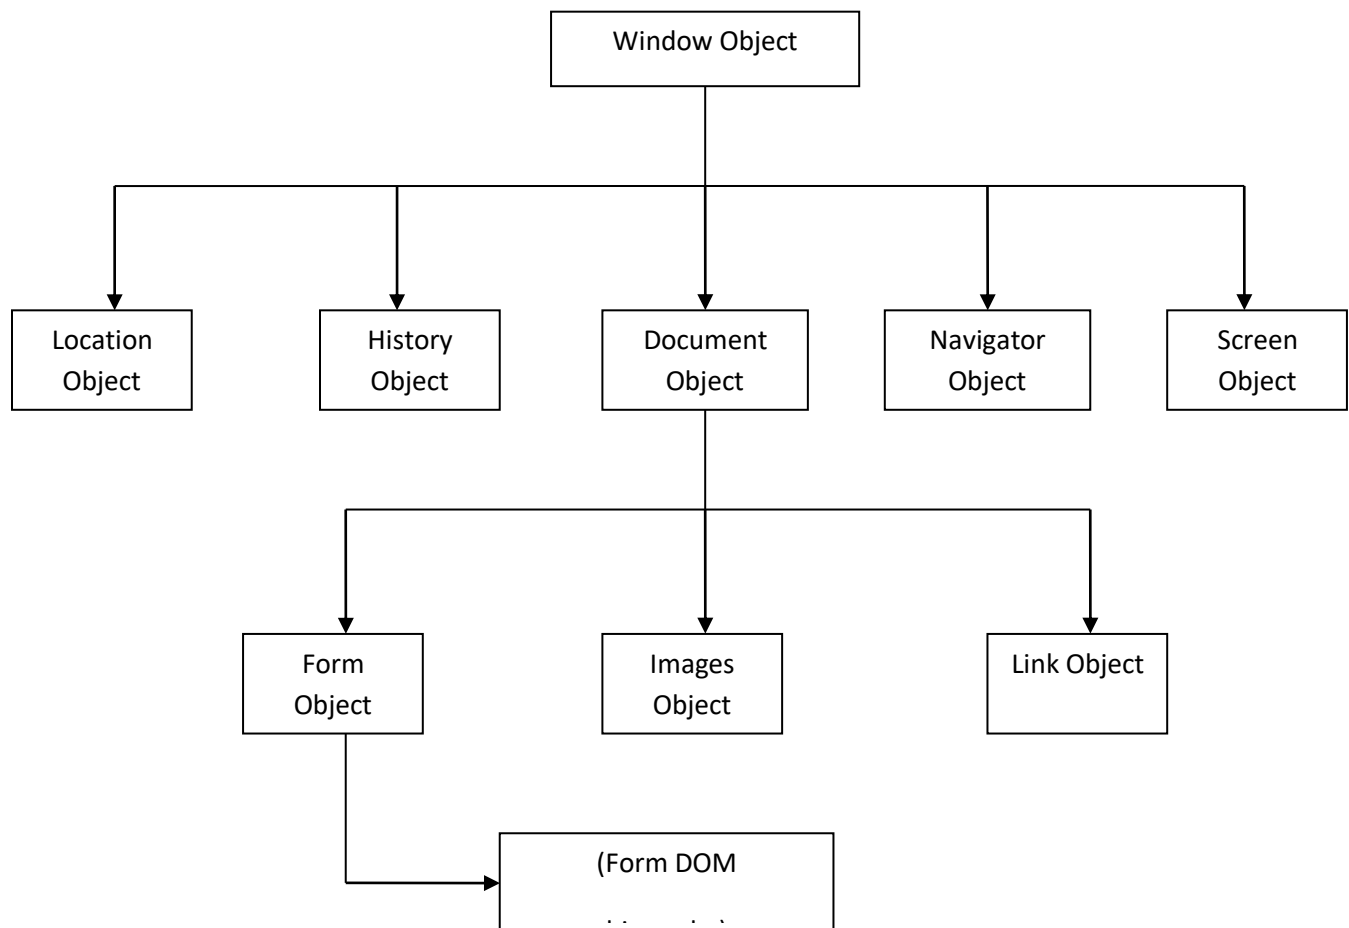 Window Object
Location
Object
History
Object
Document
Object
Navigator
Object
Screen
Object
Form
Object
Images
Object
Link Object
(Form DOM